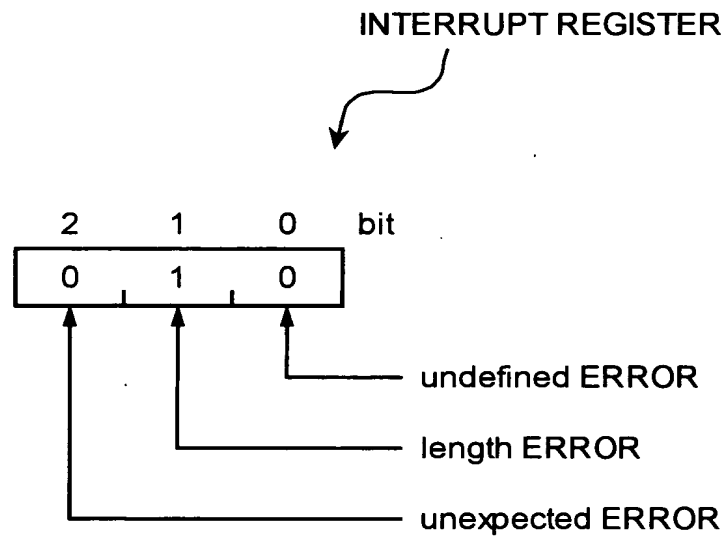 INTERRUPT REGISTER
2 1 0 bit
0 1 0
undefined ERROR
length ERROR
unexpected ERROR